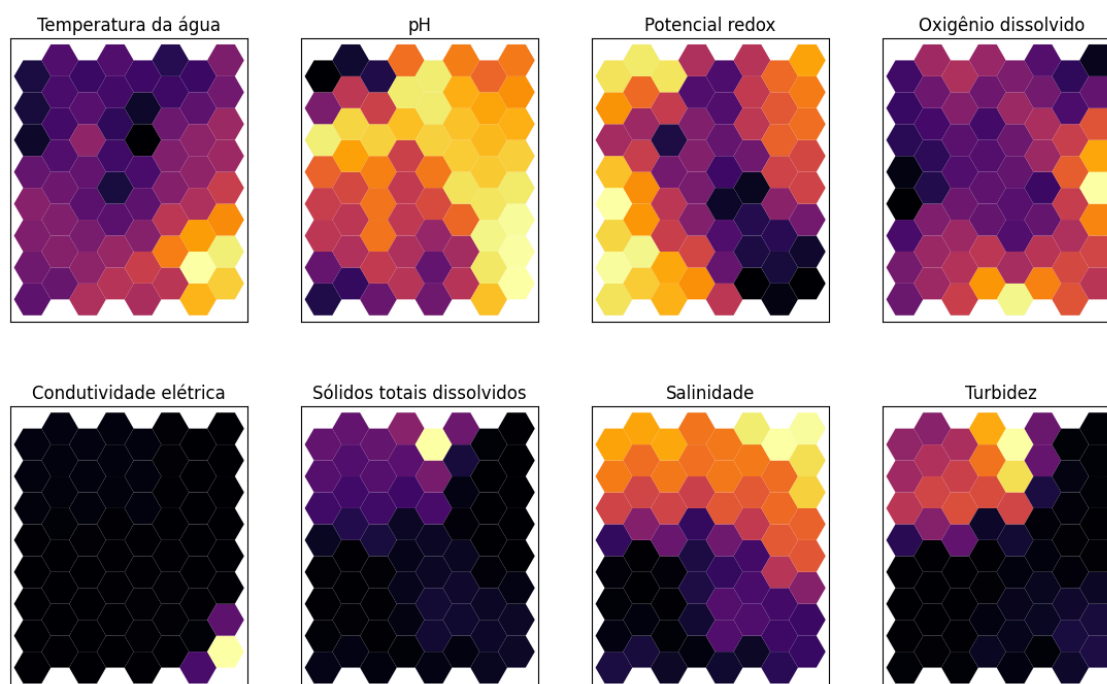 Temperatura da água
pH
Potencial redox
Oxigênio dissolvido
Condutividade elétrica
Sólidos totais dissolvidos
Salinidade
Turbidez